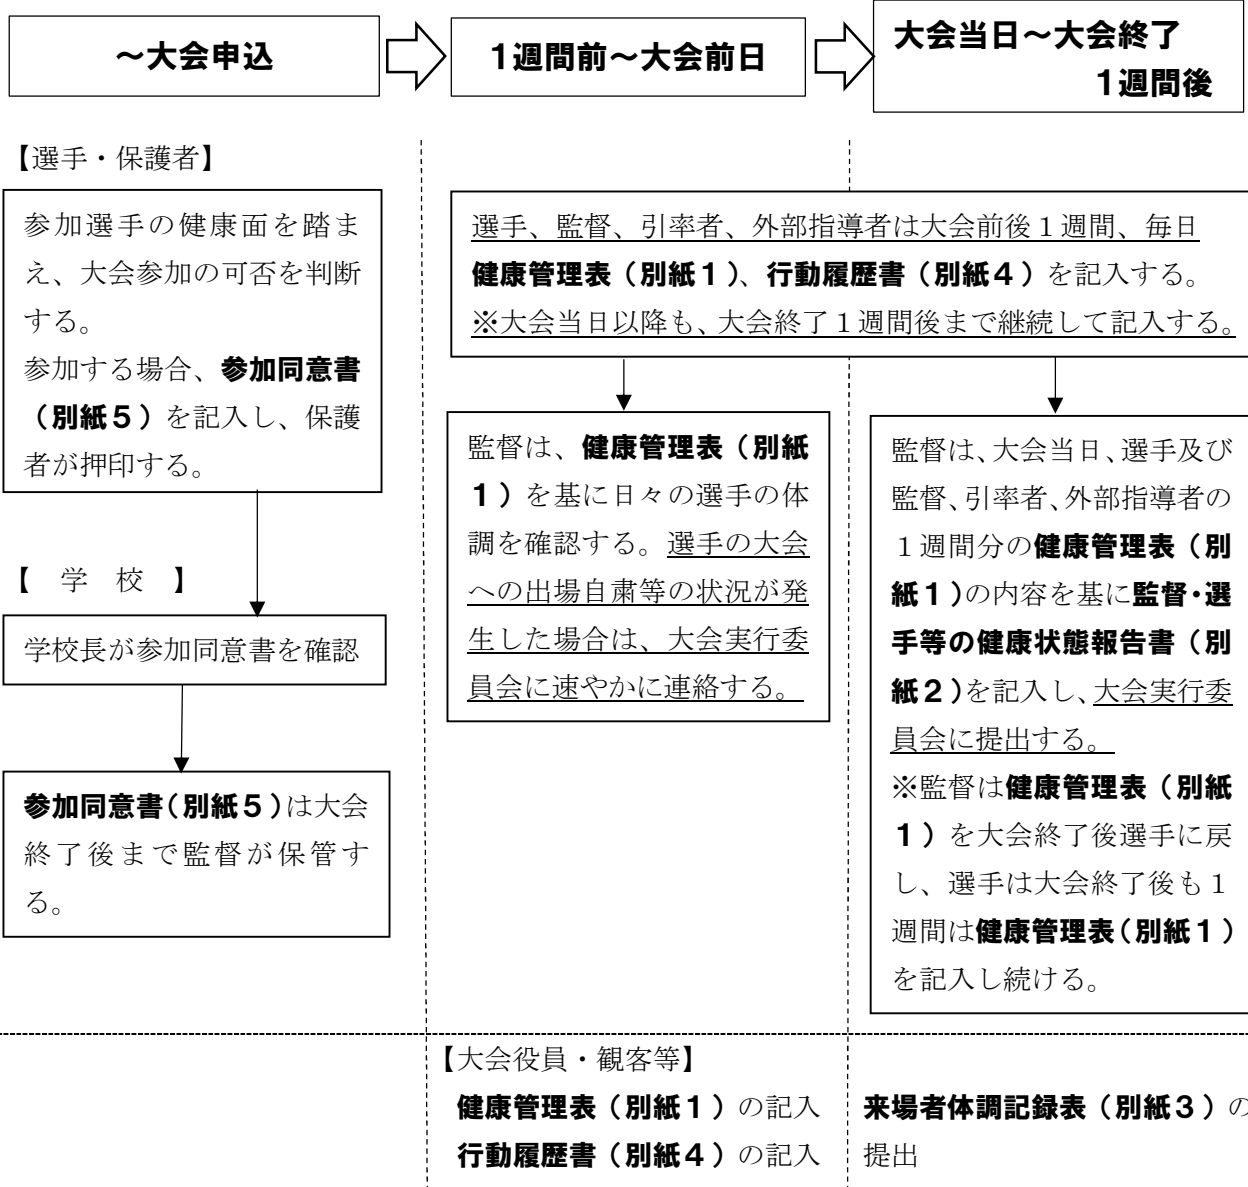 ～大会申込
1週間前～大会前日
大会当日～大会終了
1週間後
【選手・保護者】
参加選手の健康面を踏ま
え、大会参加の可否を判断
する。
参加する場合、参加同意書
（別紙５）を記入し、保護
者が押印する。
【　学　校　】
学校長が参加同意書を確認
参加同意書（別紙５）は大会
終了後まで監督が保管す
る。
選手、監督、引率者、外部指導者は大会前後１週間、毎日
健康管理表（別紙１）、行動履歴書（別紙４）を記入する。
※大会当日以降も、大会終了１週間後まで継続して記入する。
監督は、健康管理表（別紙
１）を基に日々の選手の体
調を確認する。選手の大会
への出場自粛等の状況が発
生した場合は、大会実行委
員会に速やかに連絡する。
監督は、大会当日、選手及び
監督、引率者、外部指導者の
１週間分の健康管理表（別
紙１）の内容を基に監督・選
手等の健康状態報告書（別
紙２）を記入し、大会実行委
員会に提出する。
※監督は健康管理表（別紙
１）を大会終了後選手に戻
し、選手は大会終了後も１
週間は健康管理表（別紙１）
を記入し続ける。
【大会役員・観客等】
健康管理表（別紙１）の記入
行動履歴書（別紙４）の記入
来場者体調記録表（別紙３）の
提出